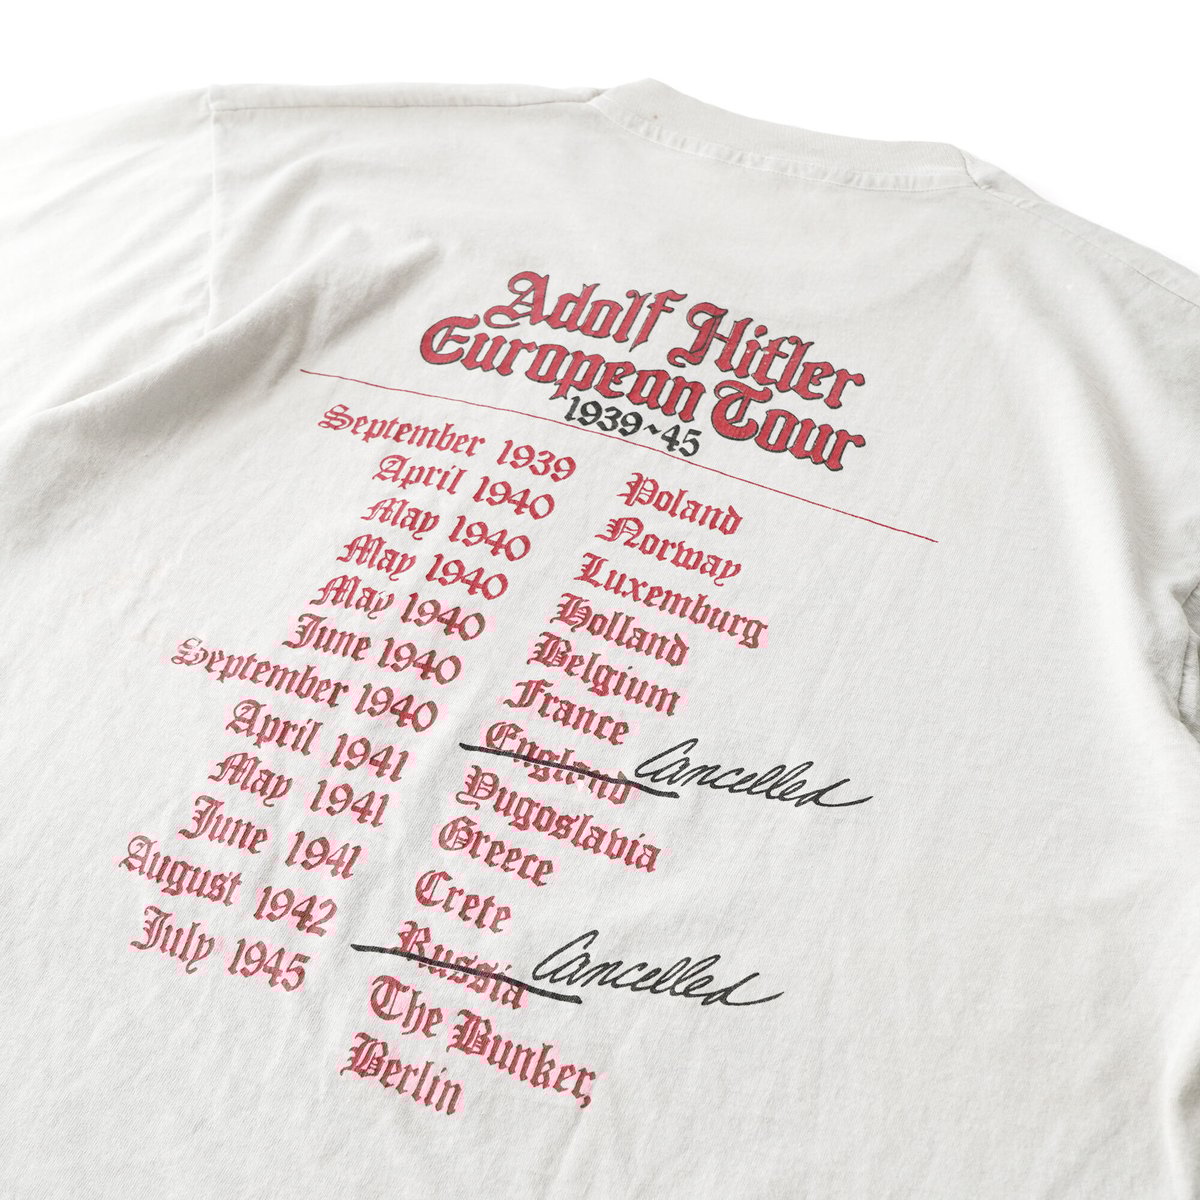 Adolf Hitler
European Tour
1939~45
September 1939 Poland
April 1940 Norway
May 1940 Luxemburg
May 1940 Holland
May 1940 Belgium
June 1940 France
September 1940 England Cancelled
April 1941 Yugoslavia
May 1941 Greece
June 1941 Crete
August 1942 Russia Cancelled
July 1945 The Bunker,
Berlin